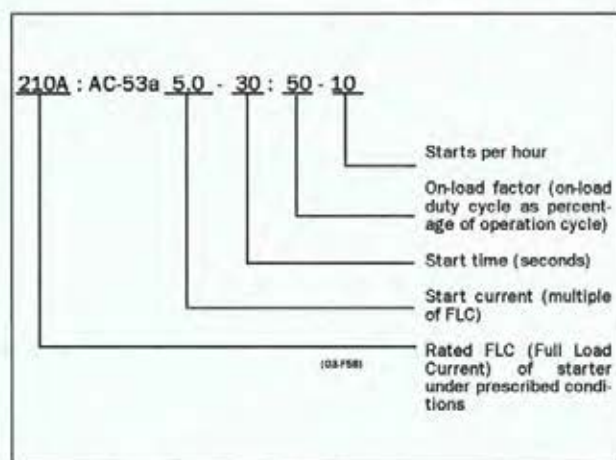 210A : AC-53a 5.0 - 30 : 50 - 10
Starts per hour
On-load factor (on-load
duty cycle as percent-
age of operation cycle)
Start time (seconds)
Start current (multiple
of FLC)
Rated FLC (Full Load
Current) of starter
under prescribed condi-
tions